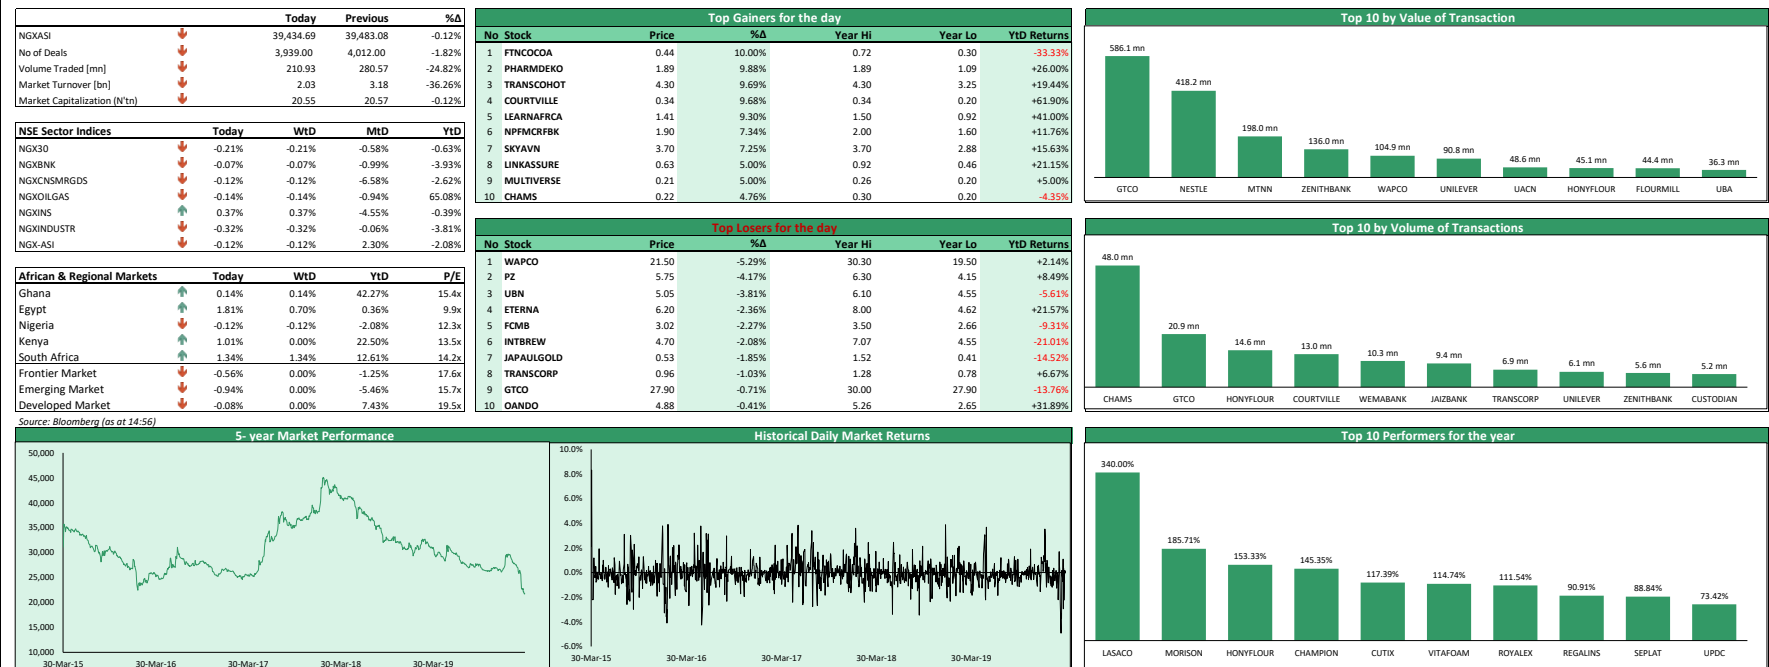 Today Previous %Δ
NGXASI 39,434.69 39,483.08 -0.12%
No of Deals 3,939.00 4,012.00 -1.82%
Volume Traded [mn] 210.93 280.57 -24.82%
Market Turnover [bn] 2.03 3.18 -36.26%
Market Capitalization (N'tn) 20.55 20.57 -0.12%
NSE Sector Indices Today WtD MtD YtD
NGX30 -0.21% -0.21% -0.58% -0.63%
NGXBNK -0.07% -0.07% -0.99% -3.93%
NGXCNSMRGDS -0.12% -0.12% -6.58% -2.62%
NGXOILGAS -0.14% -0.14% -0.94% 65.08%
NGXINS 0.37% 0.37% -4.55% -0.39%
NGXINDUSTR -0.32% -0.32% -0.06% -3.81%
NGX-ASI -0.12% -0.12% 2.30% -2.08%
African & Regional Markets Today WtD YtD P/E
Ghana 0.14% 0.14% 42.27% 15.4x
Egypt 1.81% 0.70% 0.36% 9.9x
Nigeria -0.12% -0.12% -2.08% 12.3x
Kenya 1.01% 0.00% 22.50% 13.5x
South Africa 1.34% 1.34% 12.61% 14.2x
Frontier Market -0.56% 0.00% -1.25% 17.6x
Emerging Market -0.94% 0.00% -5.46% 15.7x
Developed Market -0.08% 0.00% 7.43% 19.5x
Source: Bloomberg (as at 14:56)
Top Gainers for the day
No Stock Price %Δ Year Hi Year Lo YtD Returns
1 FTNCOCOA 0.44 10.00% 0.72 0.30 -33.33%
2 PHARMDEKO 1.89 9.88% 1.89 1.09 +26.00%
3 TRANSCOHOT 4.30 9.69% 4.30 3.25 +19.44%
4 COURTVILLE 0.34 9.68% 0.34 0.20 +61.90%
5 LEARNAFRCA 1.41 9.30% 1.50 0.92 +41.00%
6 NPFMCRFBK 1.90 7.34% 2.00 1.60 +11.76%
7 SKYAVN 3.70 7.25% 3.70 2.88 +15.63%
8 LINKASSURE 0.63 5.00% 0.92 0.46 +21.15%
9 MULTIVERSE 0.21 5.00% 0.26 0.20 +5.00%
10 CHAMS 0.22 4.76% 0.30 0.20 -4.35%
Top Losers for the day
No Stock Price %Δ Year Hi Year Lo YtD Returns
1 WAPCO 21.50 -5.29% 30.30 19.50 +2.14%
2 PZ 5.75 -4.17% 6.30 4.15 +8.49%
3 UBN 5.05 -3.81% 6.10 4.55 -5.61%
4 ETERNA 6.20 -2.36% 8.00 4.62 +21.57%
5 FCMB 3.02 -2.27% 3.50 2.66 -9.31%
6 INTBREW 4.70 -2.08% 7.07 4.55 -21.01%
7 JAPAULGOLD 0.53 -1.85% 1.52 0.41 -14.52%
8 TRANSCORP 0.96 -1.03% 1.28 0.78 +6.67%
9 GTCO 27.90 -0.71% 30.00 27.90 -13.76%
10 OANDO 4.88 -0.41% 5.26 2.65 +31.89%
Top 10 by Value of Transaction
586.1 mn 418.2 mn 198.0 mn 136.0 mn 104.9 mn 90.8 mn 48.6 mn 45.1 mn 44.4 mn 36.3 mn
GTCO NESTLE MTNN ZENITHBANK WAPCO UNILEVER UACN HONYFLOUR FLOURMILL UBA
Top 10 by Volume of Transactions
48.0 mn 20.9 mn 14.6 mn 13.0 mn 10.3 mn 9.4 mn 6.9 mn 6.1 mn 5.6 mn 5.2 mn
CHAMS GTCO HONYFLOUR COURTVILLE WEMABANK JAIZBANK TRANSCORP UNILEVER ZENITHBANK CUSTODIAN
5- year Market Performance
50,000
45,000
40,000
35,000
30,000
25,000
20,000
15,000
10,000
30-Mar-15 30-Mar-16 30-Mar-17 30-Mar-18 30-Mar-19
Historical Daily Market Returns
10.0%
8.0%
6.0%
4.0%
2.0%
0.0%
-2.0%
-4.0%
-6.0%
30-Mar-15 30-Mar-16 30-Mar-17 30-Mar-18 30-Mar-19
Top 10 Performers for the year
340.00% 185.71% 153.33% 145.35% 117.39% 114.74% 111.54% 90.91% 88.84% 73.42%
LASACO MORISON HONYFLOUR CHAMPION CUTIX VITAFOAM ROYALEX REGALINS SEPLAT UPDC